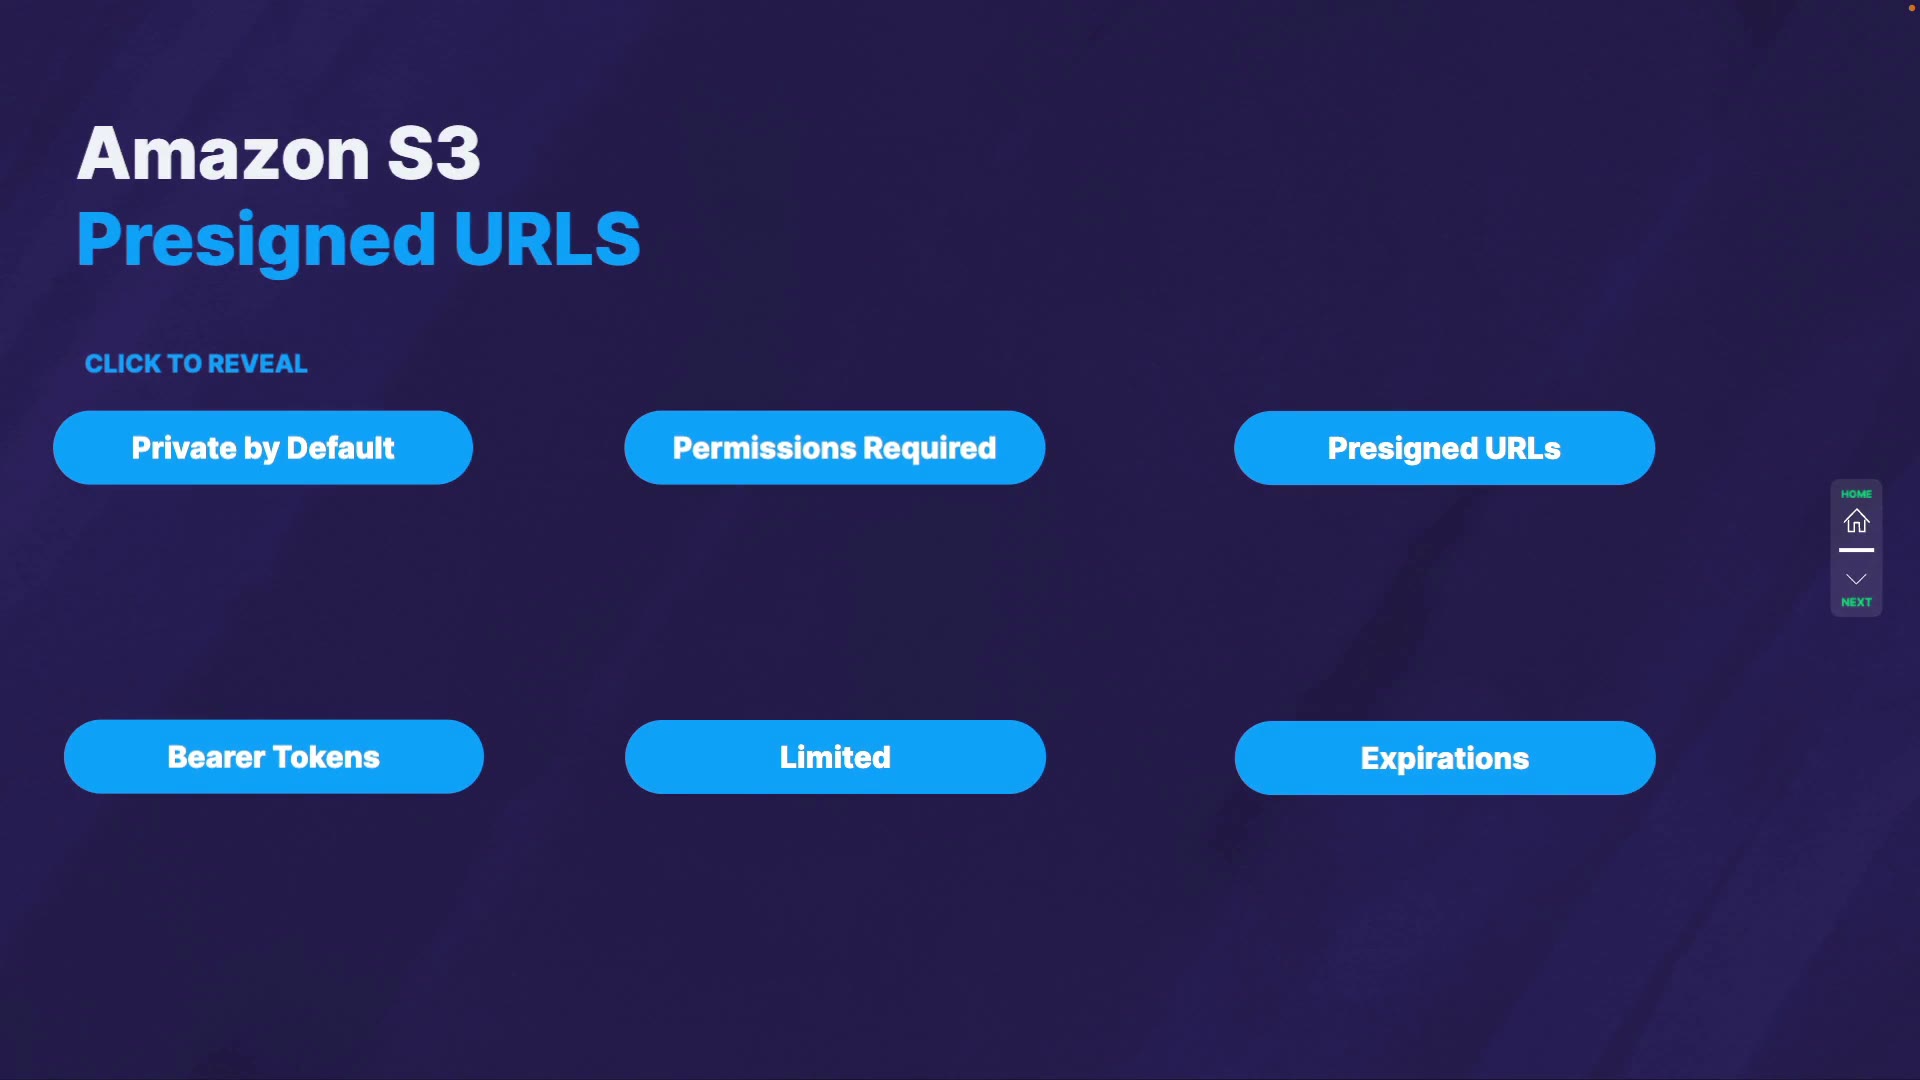 Amazon S3
Presigned URLS
CLICK TO REVEAL
Private by Default
Permissions Required
Presigned URLs
HOME
NEXT
Bearer Tokens
Limited
Expirations